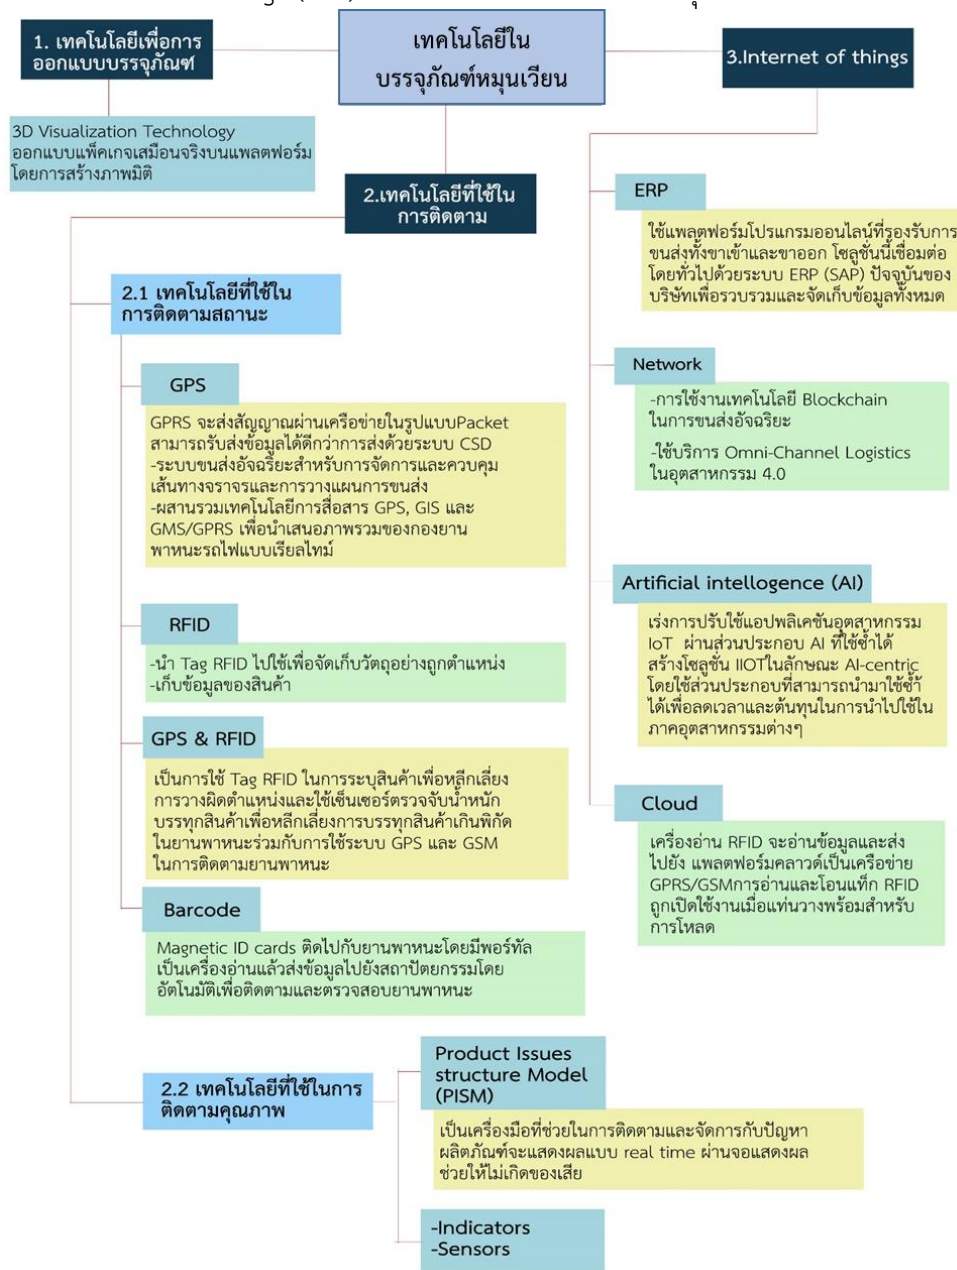 เทคโนโลยีใน
บรรจุภัณฑ์หมุนเวียน
1. เทคโนโลยีเพื่อการ
ออกแบบบรรจุภัณฑ์
3D Visualization Technology
ออกแบบแพ็คเกจเสมือนจริงบนแพลตฟอร์ม
โดยการสร้างภาพมิติ
2.เทคโนโลยีที่ใช้ใน
การติดตาม
2.1 เทคโนโลยีที่ใช้ใน
การติดตามสถานะ
GPS
GPRS จะส่งสัญญาณผ่านเครือข่ายในรูปแบบPacket
สามารถรับส่งข้อมูลได้ดีกว่าการส่งด้วยระบบ CSD
-ระบบขนส่งอัจฉริยะสำหรับการจัดการและควบคุม
เส้นทางจราจรและการวางแผนการขนส่ง
-ผสานรวมเทคโนโลยีการสื่อสาร GPS, GIS และ
GMS/GPRS เพื่อนำเสนอภาพรวมของกองยาน
พาหนะรถไฟแบบเรียลไทม์
RFID
-นำ Tag RFID ไปใช้เพื่อจัดเก็บวัตถุอย่างถูกตำแหน่ง
-เก็บข้อมูลของสินค้า
GPS & RFID
เป็นการใช้ Tag RFID ในการระบุสินค้าเพื่อหลีกเลี่ยง
การวางผิดตำแหน่งและใช้เซ็นเซอร์ตรวจจับน้ำหนัก
บรรทุกสินค้าเพื่อหลีกเลี่ยงการบรรทุกสินค้าเกินพิกัด
ในยานพาหนะร่วมกับการใช้ระบบ GPS และ GSM
ในการติดตามยานพาหนะ
Barcode
Magnetic ID cards ติดไปกับยานพาหนะโดยมีพอร์ทัล
เป็นเครื่องอ่านแล้วส่งข้อมูลไปยังสถาปัตยกรรมโดย
อัตโนมัติเพื่อติดตามและตรวจสอบยานพาหนะ
2.2 เทคโนโลยีที่ใช้ในการ
ติดตามคุณภาพ
Product Issues
structure Model
(PISM)
เป็นเครื่องมือที่ช่วยในการติดตามและจัดการกับปัญหา
ผลิตภัณฑ์จะแสดงผลแบบ real time ผ่านจอแสดงผล
ช่วยให้ไม่เกิดของเสีย
-Indicators
-Sensors
3.Internet of things
ERP
ใช้แพลตฟอร์มโปรแกรมออนไลน์ที่รองรับการ
ขนส่งทั้งขาเข้าและขาออก โซลูชั่นนี้เชื่อมต่อ
โดยทั่วไปด้วยระบบ ERP (SAP) ปัจจุบันของ
บริษัทเพื่อรวบรวมและจัดเก็บข้อมูลทั้งหมด
Network
-การใช้งานเทคโนโลยี Blockchain
ในการขนส่งอัจฉริยะ
-ใช้บริการ Omni-Channel Logistics
ในอุตสาหกรรม 4.0
Artificial intellogence (AI)
เร่งการปรับใช้แอปพลิเคชันอุตสาหกรรม
IoT ผ่านส่วนประกอบ AI ที่ใช้ซ้ำได้
สร้างโซลูชั่น IIOTในลักษณะ AI-centric
โดยใช้ส่วนประกอบที่สามารถนำมาใช้ซ้ำ
ได้เพื่อลดเวลาและต้นทุนในการนำไปใช้ใน
ภาคอุตสาหกรรมต่างๆ
Cloud
เครื่องอ่าน RFID จะอ่านข้อมูลและส่ง
ไปยัง แพลตฟอร์มคลาวด์เป็นเครือข่าย
GPRS/GSMการอ่านและโอนแท็ก RFID
ถูกเปิดใช้งานเมื่อแท่นวางพร้อมสำหรับ
การโหลด